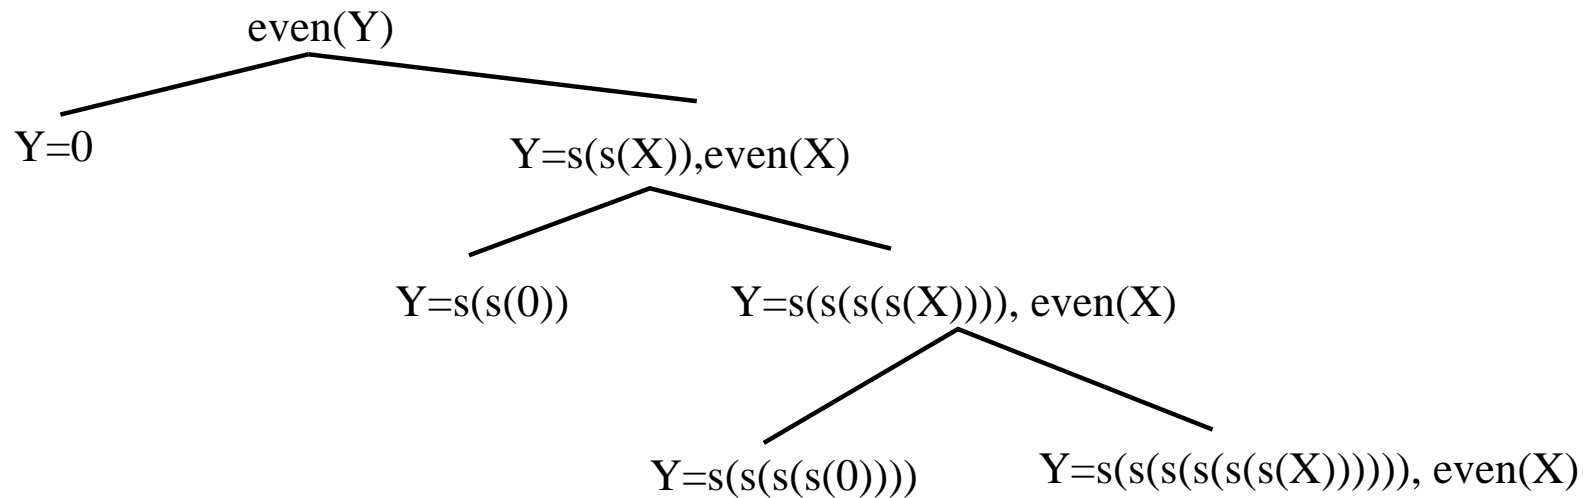 even(Y)
Y=0
Y=s(s(X)),even(X)
Y=s(s(0))
Y=s(s(s(s(X)))), even(X)
Y=s(s(s(s(0))))
Y=s(s(s(s(s(s(X)))))), even(X)